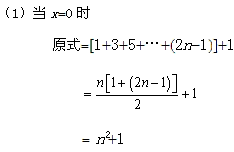 (1) 当 x=0 时
原式=[1+3+5+⋯+(2n−1)]+1
= n[1+(2n−1)]/2 +1
= n²+1